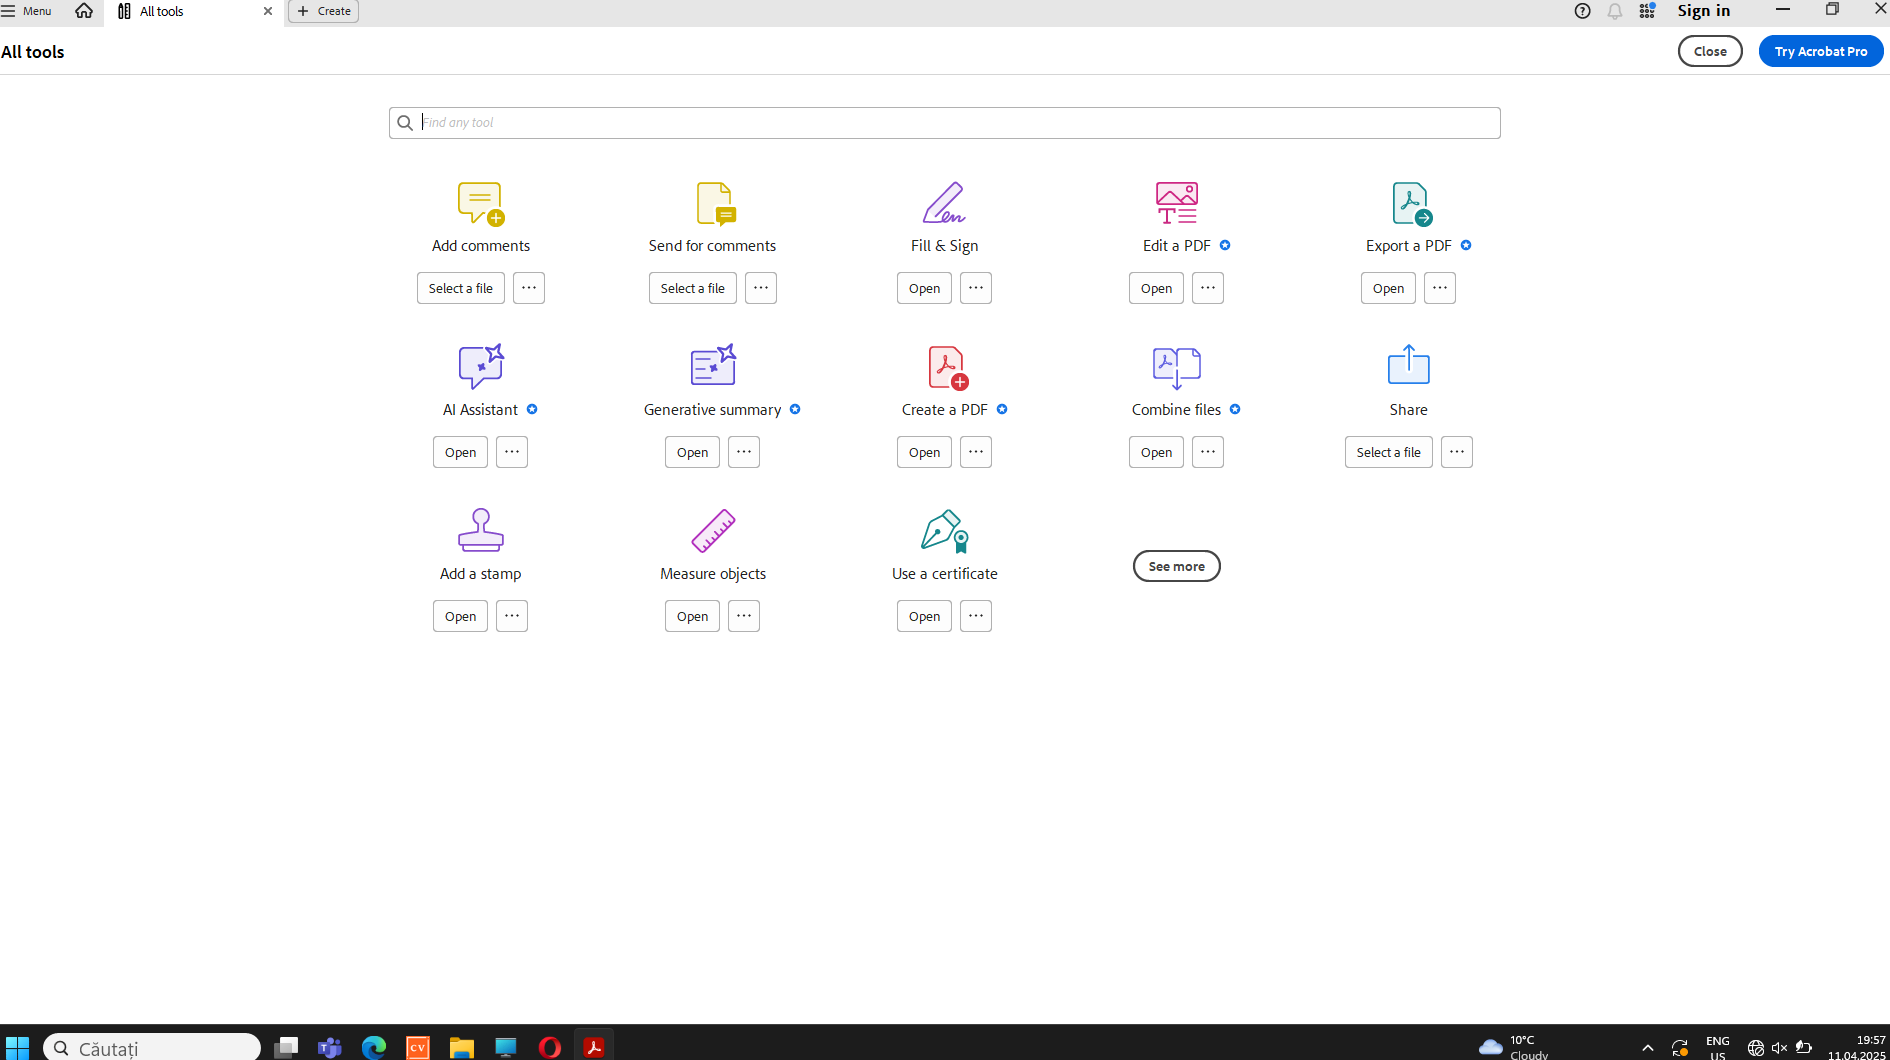 Menu
All tools
Create
Sign in
All tools
Close
Try Acrobat Pro
Find any tool
Add comments
Send for comments
Fill & Sign
Edit a PDF
Export a PDF
Select a file
Select a file
Open
Open
Open
AI Assistant
Generative summary
Create a PDF
Combine files
Share
Open
Open
Open
Open
Select a file
Add a stamp
Measure objects
Use a certificate
See more
Open
Open
Open
Căutați
CV
10°C
Cloudy
ENG
US
19:57
11.04.2025